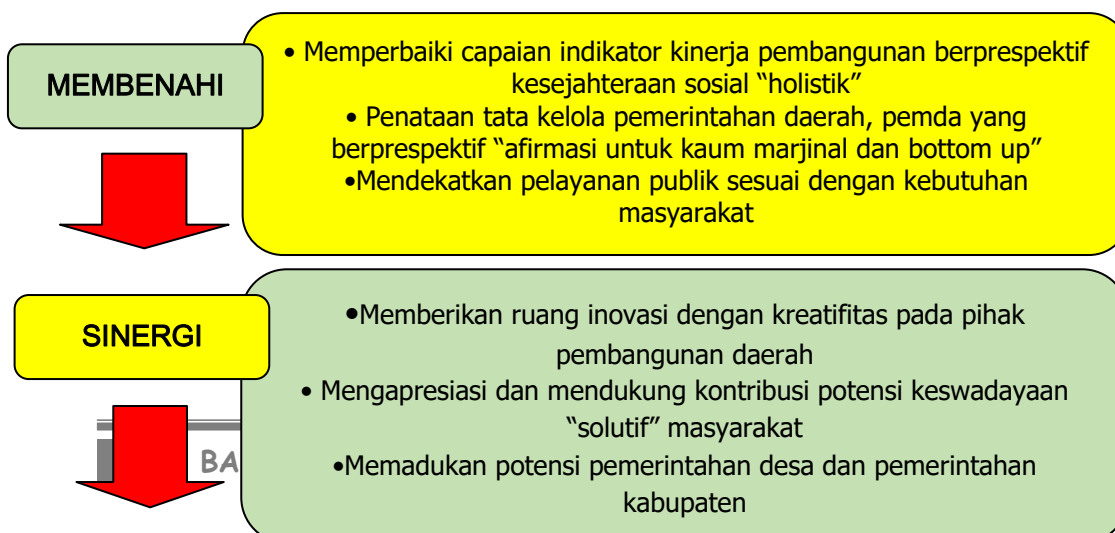 MEMBENAHI
• Memperbaiki capaian indikator kinerja pembangunan berprespektif
kesejahteraan sosial “holistik”
• Penataan tata kelola pemerintahan daerah, pemda yang
berprespektif “afirmasi untuk kaum marjinal dan bottom up”
•Mendekatkan pelayanan publik sesuai dengan kebutuhan
masyarakat
SINERGI
•Memberikan ruang inovasi dengan kreatifitas pada pihak
pembangunan daerah
• Mengapresiasi dan mendukung kontribusi potensi keswadayaan
“solutif” masyarakat
•Memadukan potensi pemerintahan desa dan pemerintahan
kabupaten
BA